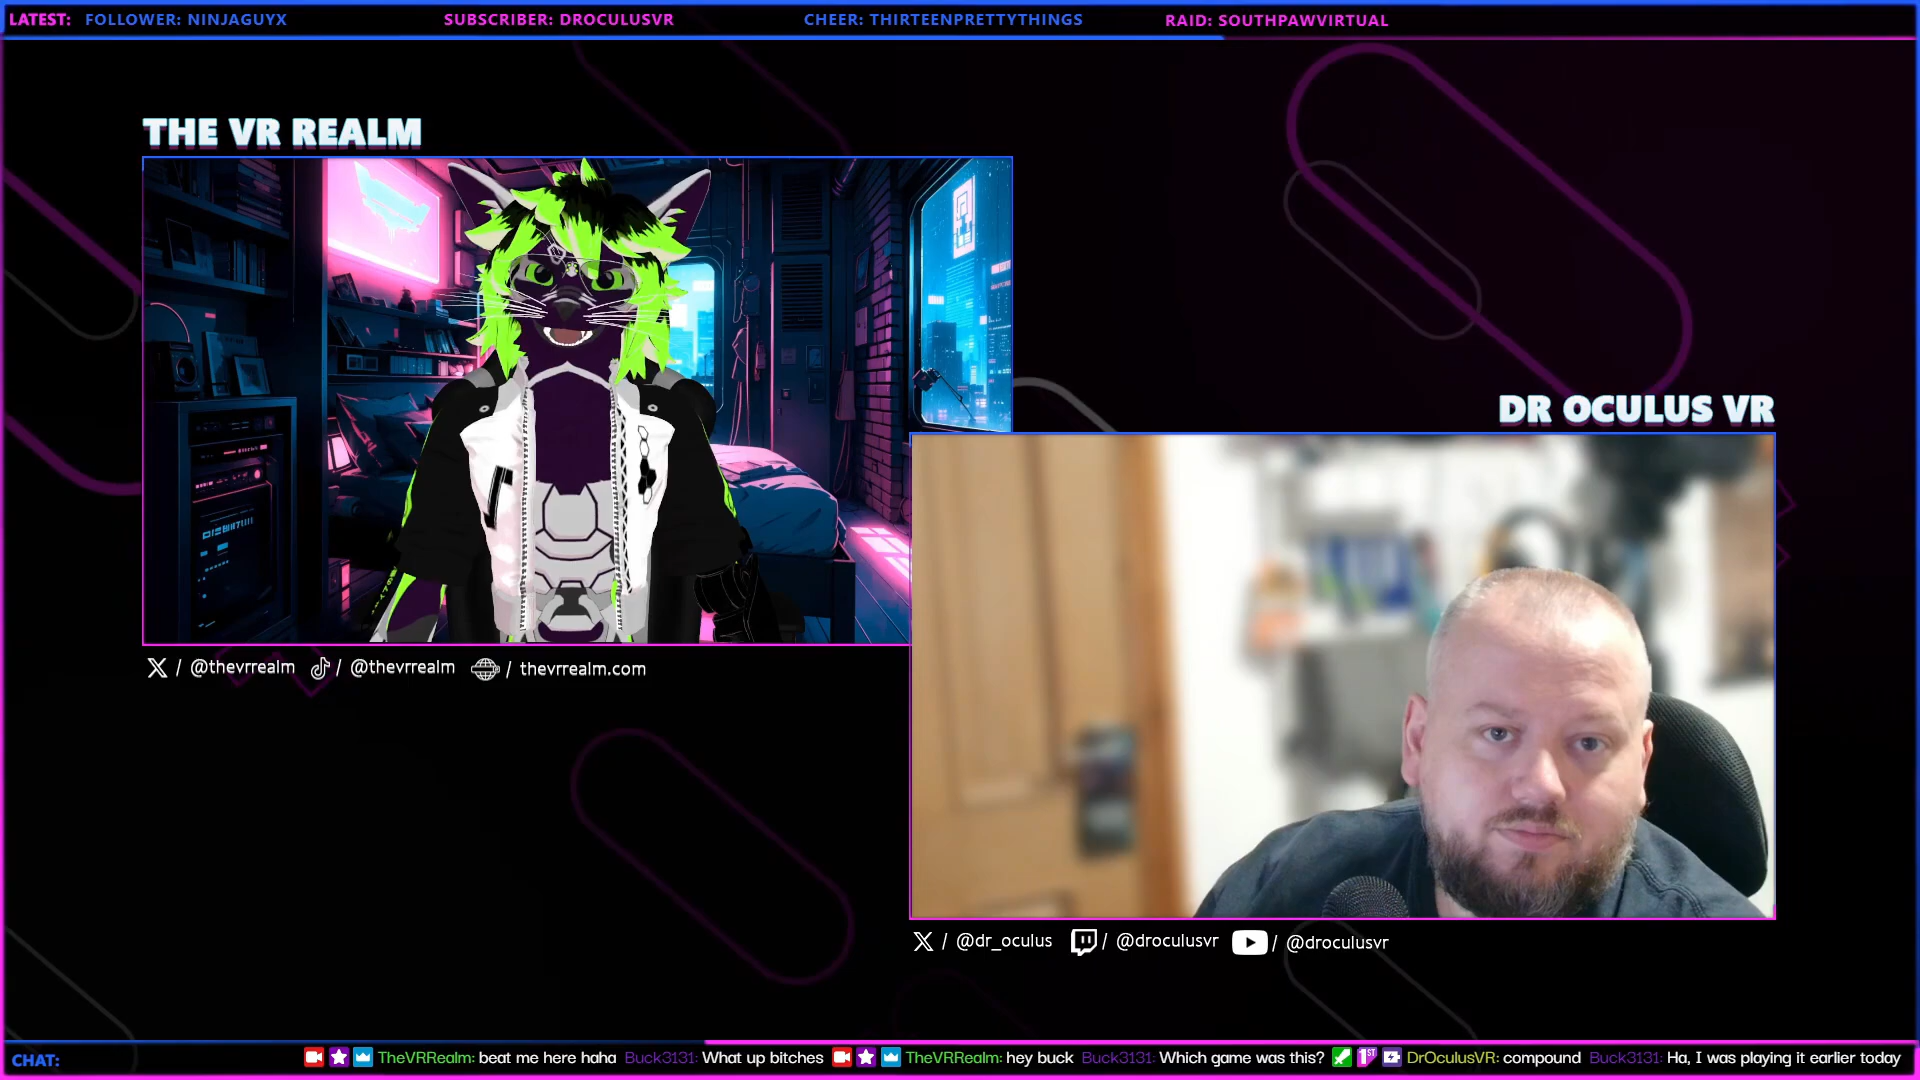 LATEST: FOLLOWER: NINJAGUYX SUBSCRIBER: DROCULUSVR CHEER: THIRTEENPRETTYTHINGS RAID: SOUTHPAWVIRTUAL
THE VR REALM
X / @thevrrealm / @thevrrealm / thevrrealm.com
DR OCULUS VR
X / @dr_oculus / @droculusvr / @droculusvr
CHAT: TheVRRealm: beat me here haha Buck3131: What up bitches TheVRRealm: hey buck Buck3131: Which game was this? 1ST DrOculusVR: compound Buck3131: Ha, I was playing it earlier today